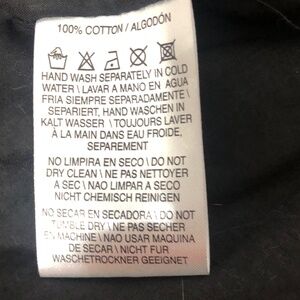 100% COTTON / ALGODÓN
HAND WASH SEPARATELY IN COLD
WATER \ LAVAR A MANO EN AGUA
FRIA SIEMPRE SEPARADAMENTE \
SEPARIERT, HAND WASCHEN IN
KALT WASSER \ TOUJOURS LAVER
À LA MAIN DANS EAU FROIDE,
SEPAREMENT
NO LIMPIRA EN SECO \ DO NOT
DRY CLEAN \ NE PAS NETTOYER
A SEC \ NAO LIMPAR A SECO
NICHT CHEMISCH REINIGEN
NO SECAR EN SECADORA \ DO NOT
TUMBLE DRY \ NE PAS SECHER
EN MACHINE \ NAO USAR MAQUINA
DE SECAR \ NICHT FUR
WASCHETROCKNER GEEIGNET